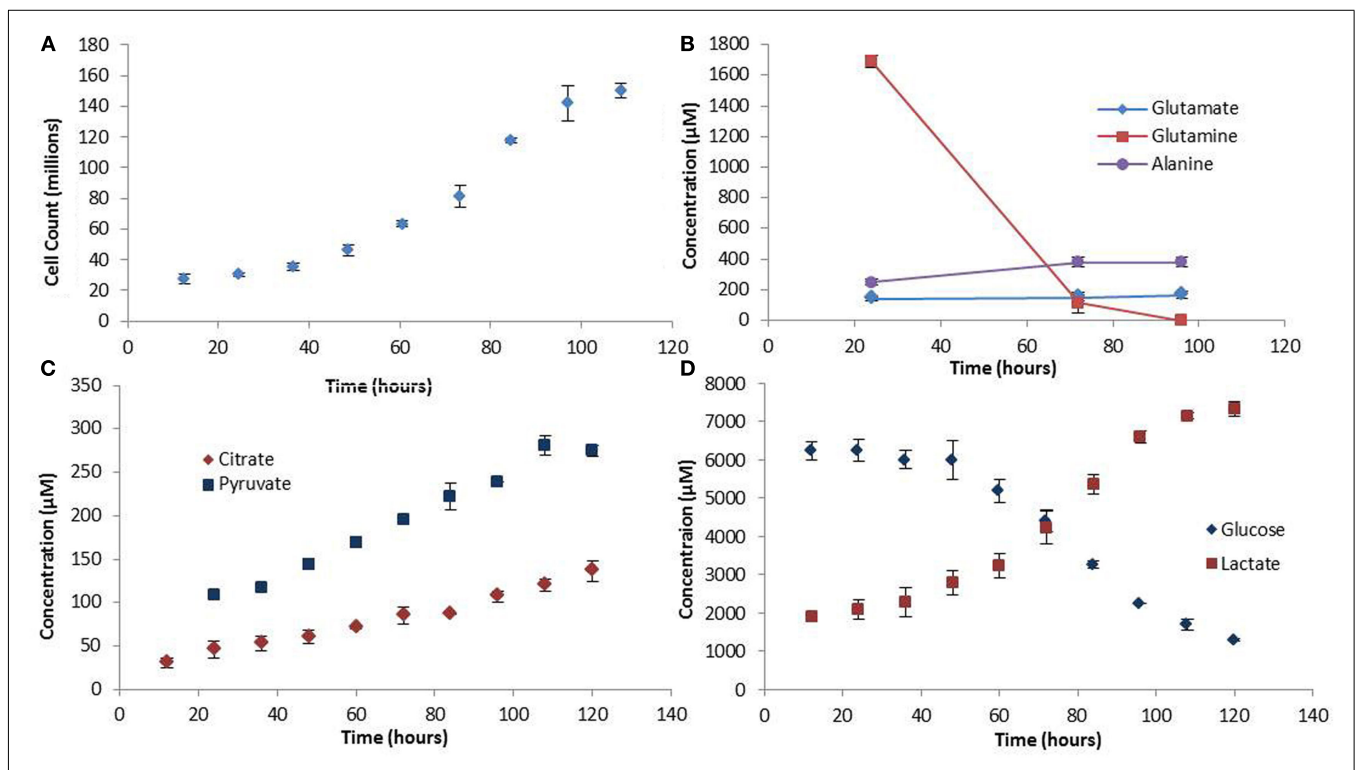 A
180
160
140
120
100
80
60
40
20
0
Cell Count (millions)
0 20 40 60 80 100 120
Time (hours)
B
1800
1600
1400
1200
1000
800
600
400
200
0
Concentration (µM)
Glutamate
Glutamine
Alanine
0 20 40 60 80 100 120
Time (hours)
C
350
300
250
200
150
100
50
0
Concentration (µM)
Citrate
Pyruvate
0 20 40 60 80 100 120 140
Time (hours)
D
8000
7000
6000
5000
4000
3000
2000
1000
0
Concentraion (µM)
Glucose
Lactate
0 20 40 60 80 100 120 140
Time (hours)